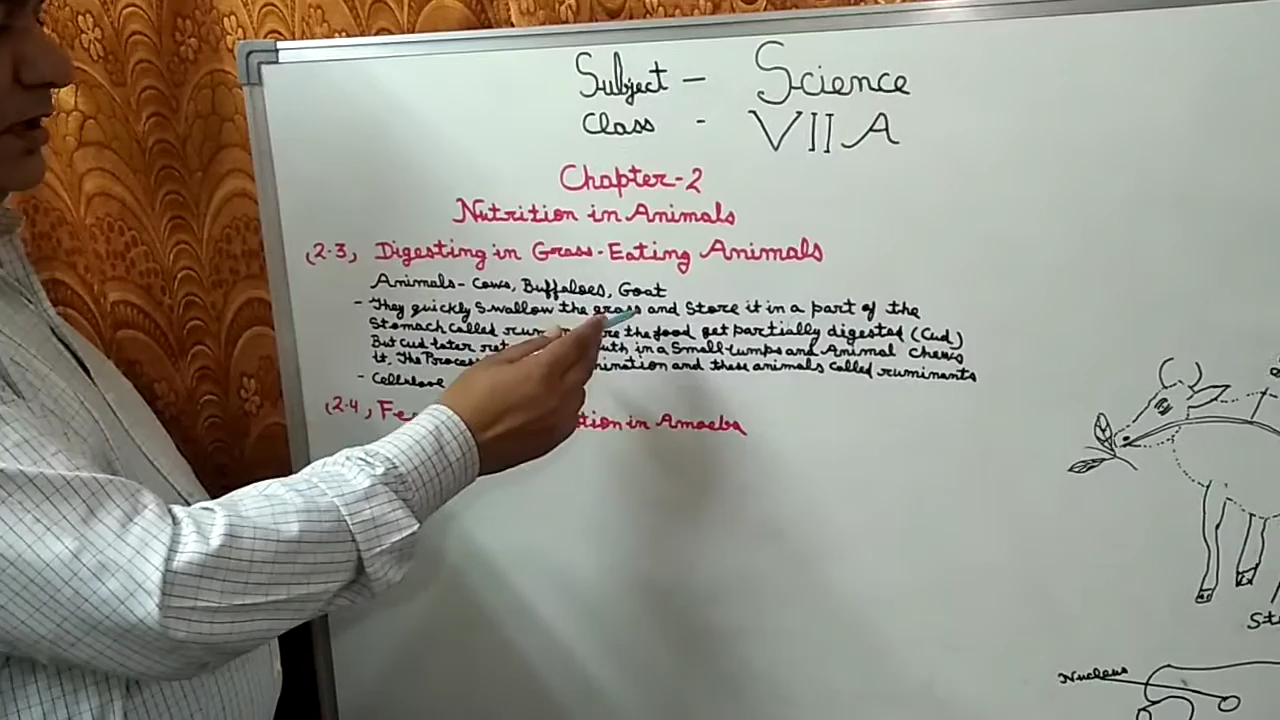 Subject - Science
Class - VII A
Chapter-2
Nutrition in Animals
(2.3, Digesting in Grass-Eating Animals
Animals - Cows, Buffaloes, Goat
- They quickly Swallow the grass and Store it in a part of the
Stomach called the food get partially digested (Cud)
But cud later in a Small lumps and Animal chews
It, The and these animals called ruminants
- Cellulose
(2.4, in Amoeba
Nucleus